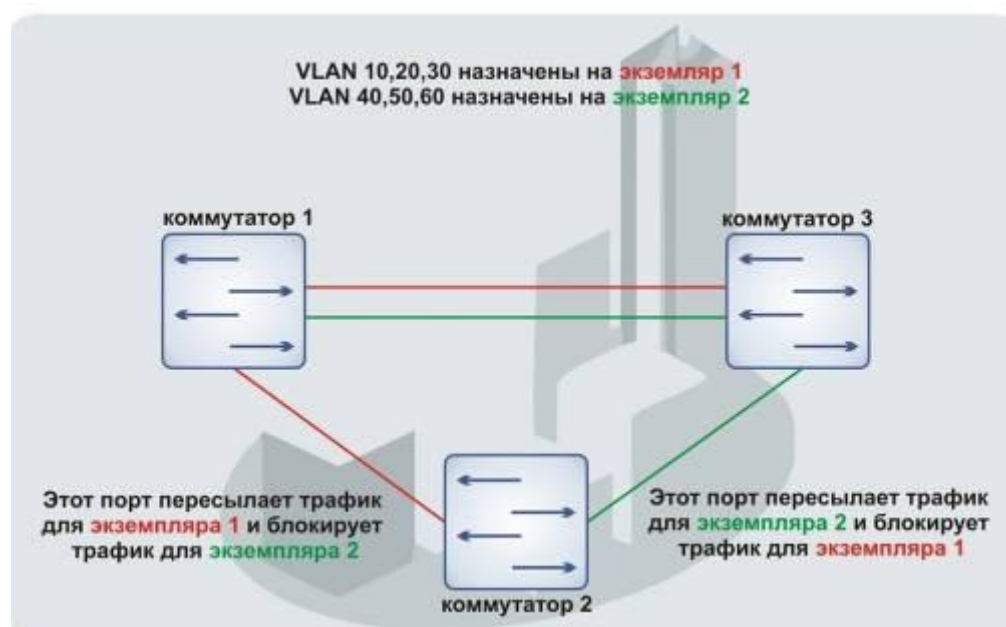 VLAN 10,20,30 назначены на экземляр 1
VLAN 40,50,60 назначены на экземпляр 2
коммутатор 1
коммутатор 3
Этот порт пересылает трафик
для экземпляра 1 и блокирует
трафик для экземпляра 2
Этот порт пересылает трафик
для экземпляра 2 и блокирует
трафик для экземпляра 1
коммутатор 2